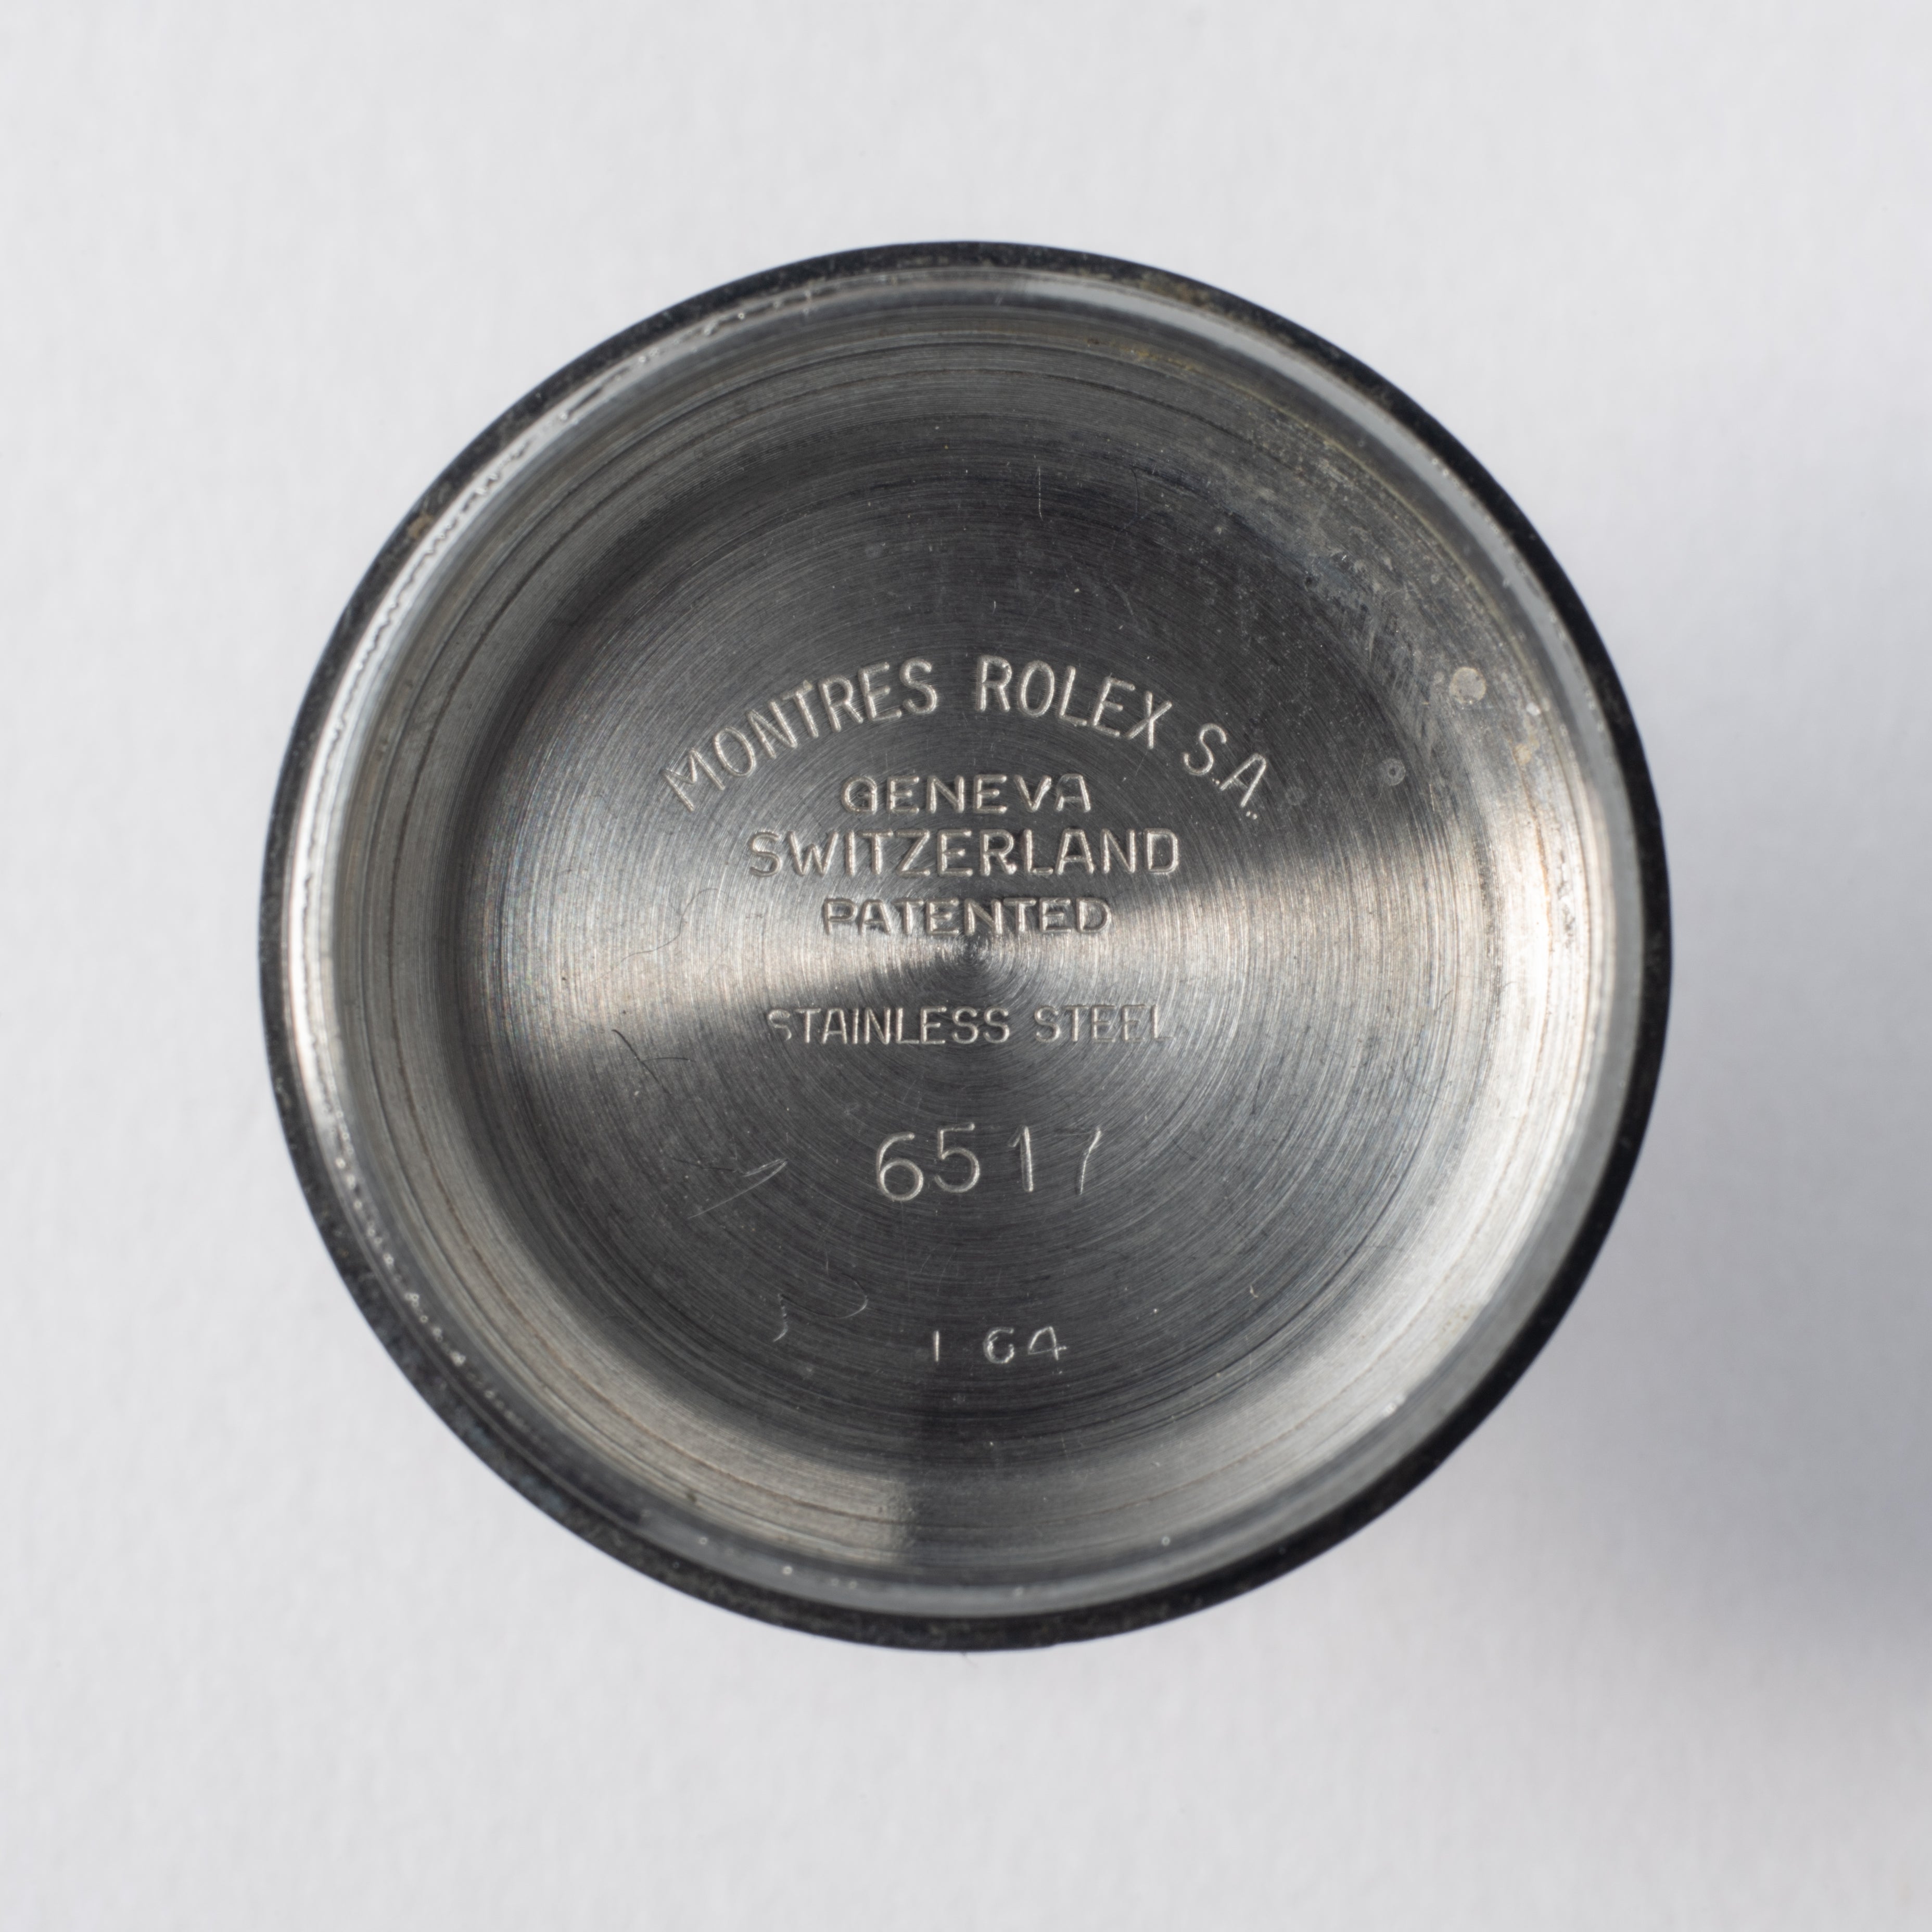 MONTRES ROLEX S.A.
GENEVA
SWITZERLAND
PATENTED
STAINLESS STEEL
6517
I 64